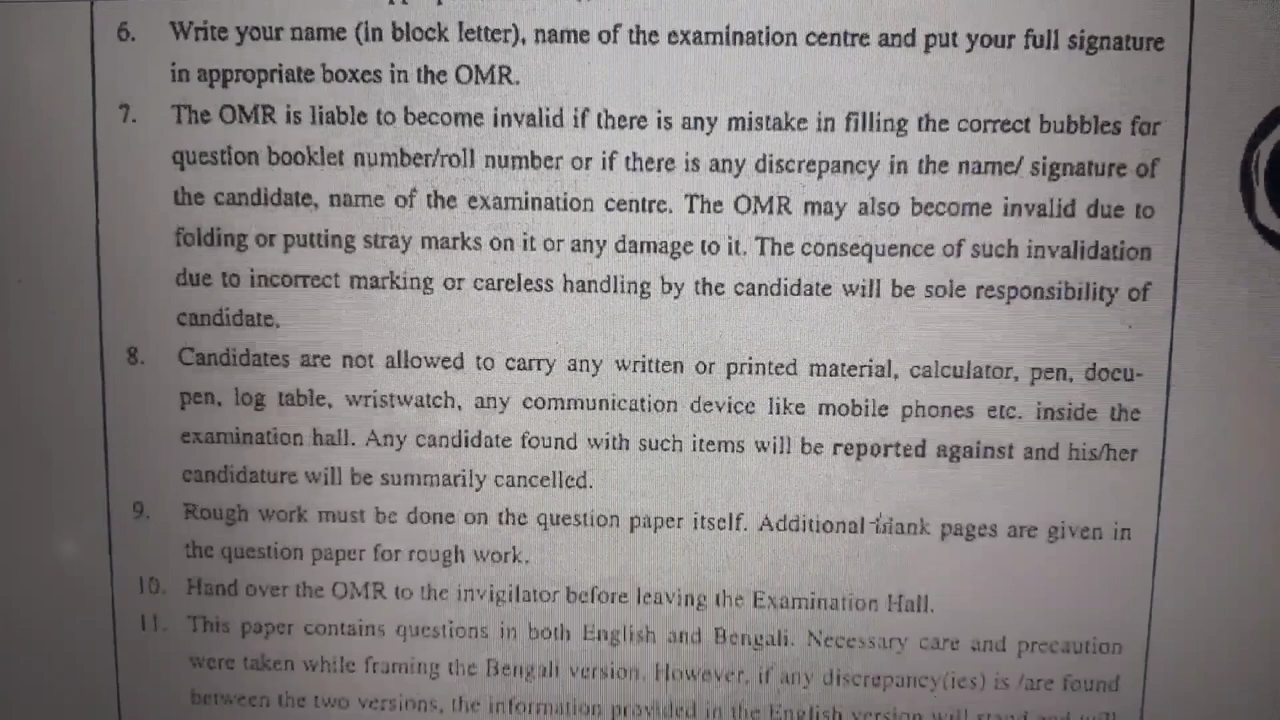 6. Write your name (in block letter), name of the examination centre and put your full signature
in appropriate boxes in the OMR.
7. The OMR is liable to become invalid if there is any mistake in filling the correct bubbles for
question booklet number/roll number or if there is any discrepancy in the name/ signature of
the candidate, name of the examination centre. The OMR may also become invalid due to
folding or putting stray marks on it or any damage to it. The consequence of such invalidation
due to incorrect marking or careless handling by the candidate will be sole responsibility of
candidate.
8. Candidates are not allowed to carry any written or printed material, calculator, pen, docu-
pen, log table, wristwatch, any communication device like mobile phones etc. inside the
examination hall. Any candidate found with such items will be reported against and his/her
candidature will be summarily cancelled.
9. Rough work must be done on the question paper itself. Additional blank pages are given in
the question paper for rough work.
10. Hand over the OMR to the invigilator before leaving the Examination Hall.
11. This paper contains questions in both English and Bengali. Necessary care and precaution
were taken while framing the Bengali version. However, if any discrepancy(ies) is /are found
between the two versions, the information provided in the English version will stand and will